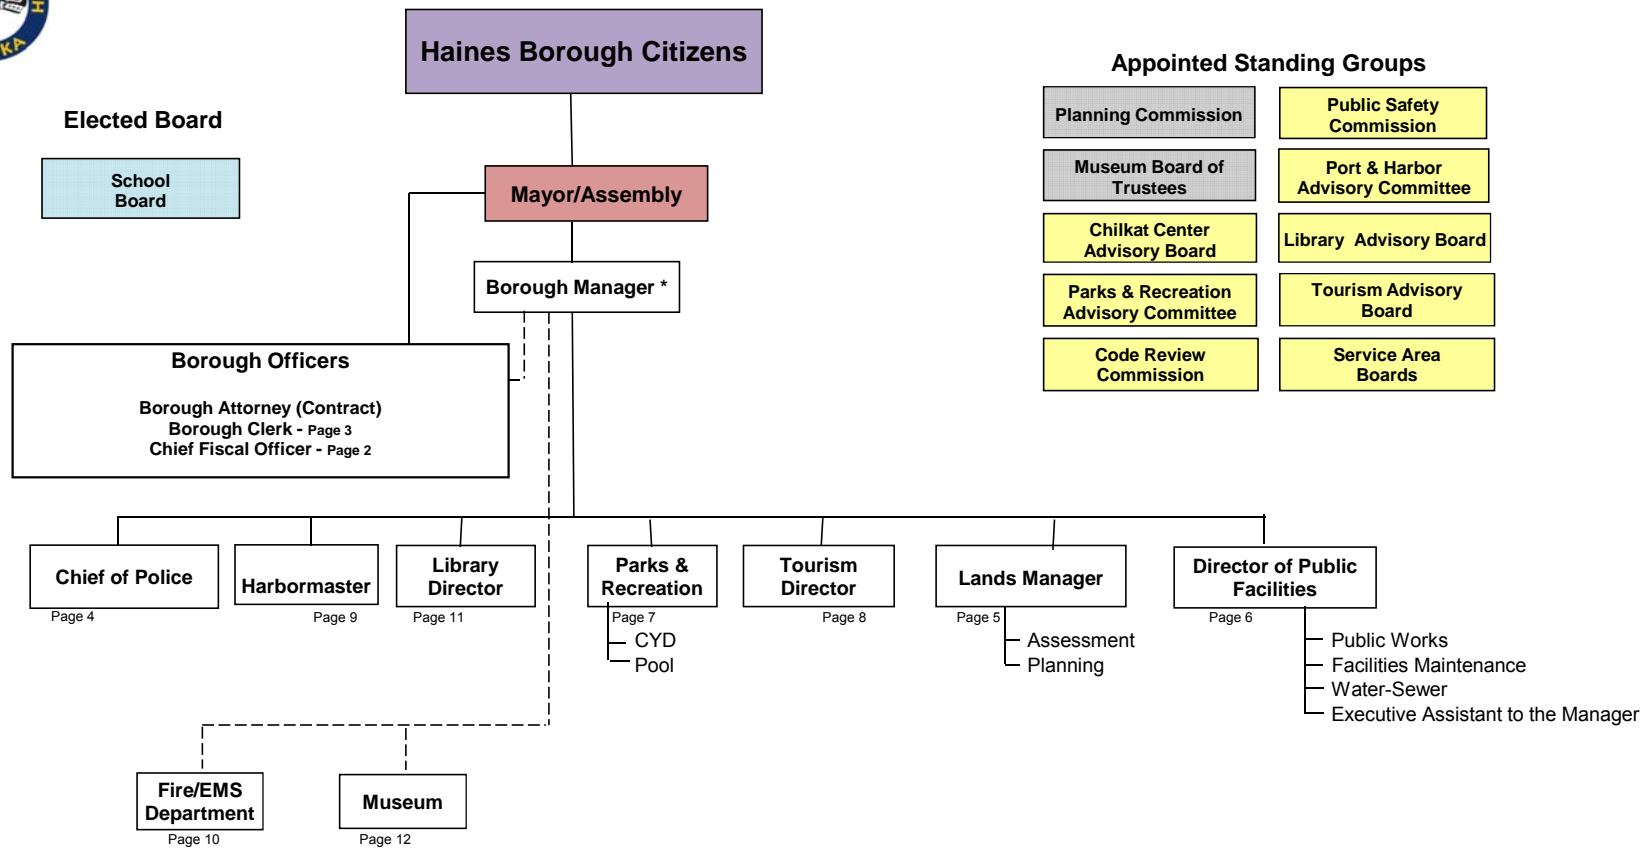 H
KA
Haines Borough Citizens
Elected Board
School
Board
Mayor/Assembly
Borough Manager *
Borough Officers
Borough Attorney (Contract)
Borough Clerk - Page 3
Chief Fiscal Officer - Page 2
Appointed Standing Groups
Planning Commission
Public Safety
Commission
Museum Board of
Trustees
Port & Harbor
Advisory Committee
Chilkat Center
Advisory Board
Library Advisory Board
Parks & Recreation
Advisory Committee
Tourism Advisory
Board
Code Review
Commission
Service Area
Boards
Chief of Police
Page 4
Harbormaster
Page 9
Library
Director
Page 11
Parks &
Recreation
Page 7
CYD
Pool
Tourism
Director
Page 8
Lands Manager
Page 5
Assessment
Planning
Director of Public
Facilities
Page 6
Public Works
Facilities Maintenance
Water-Sewer
Executive Assistant to the Manager
Fire/EMS
Department
Page 10
Museum
Page 12